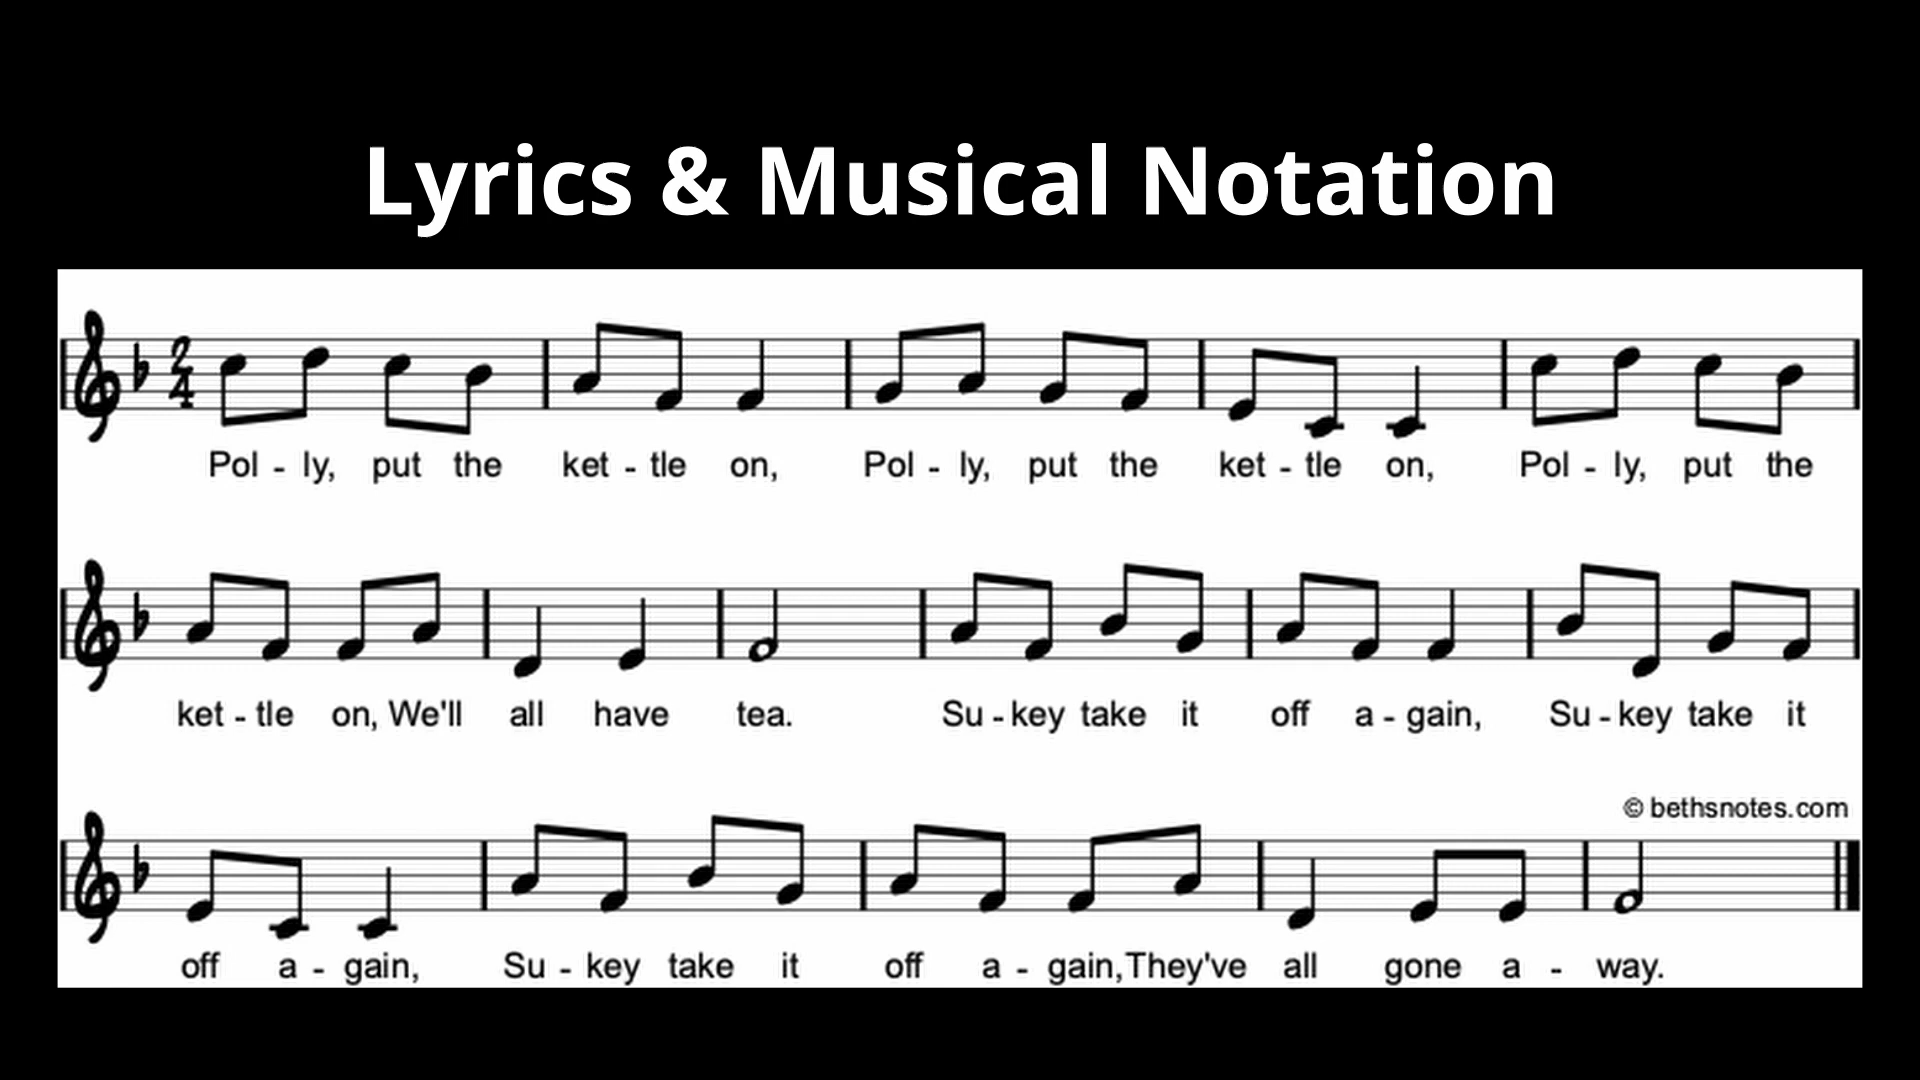 Lyrics & Musical Notation
2
4
Pol - ly, put the ket - tle on, Pol - ly, put the ket - tle on, Pol - ly, put the
ket - tle on, We'll all have tea. Su - key take it off a - gain, Su - key take it
© bethsnotes.com
off a - gain, Su - key take it off a - gain, They've all gone a - way.